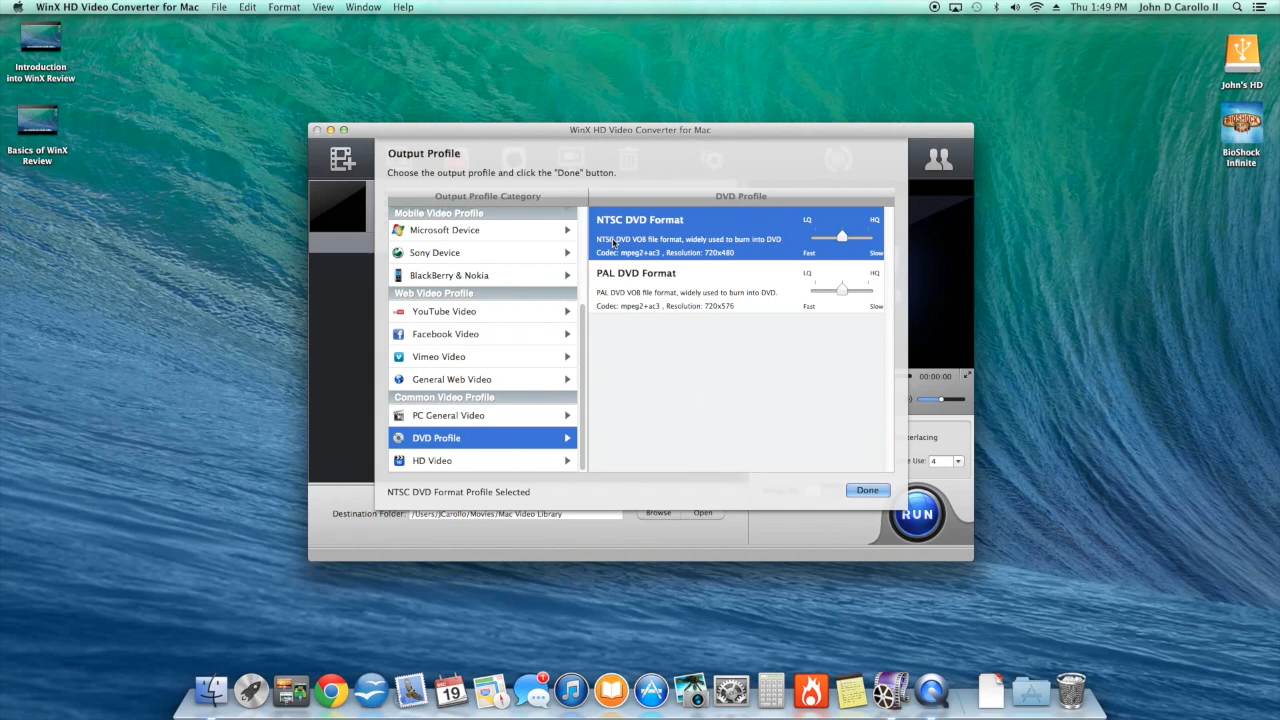 WinX HD Video Converter for Mac File Edit Format View Window Help Thu 1:49 PM John D Carollo II
Introduction
into WinX Review
Basics of WinX
Review
John's HD
BIOSHOCK
INFINITE
BioShock
Infinite
WinX HD Video Converter for Mac
Output Profile
Choose the output profile and click the "Done" button.
Output Profile Category
DVD Profile
Mobile Video Profile
Microsoft Device
Sony Device
BlackBerry & Nokia
Web Video Profile
YouTube Video
Facebook Video
Vimeo Video
General Web Video
Common Video Profile
PC General Video
DVD Profile
HD Video
NTSC DVD Format
LQ HQ
NTSC DVD VOB file format, widely used to burn into DVD
Codec: mpeg2+ac3 , Resolution: 720x480
Fast Slow
PAL DVD Format
LQ HQ
PAL DVD VOB file format, widely used to burn into DVD.
Codec: mpeg2+ac3 , Resolution: 720x576
Fast Slow
00:00:00
erlacing
Use: 4
NTSC DVD Format Profile Selected
Done
Destination Folder: /Users/JCarollo/Movies/Mac Video Library
Browse Open
RUN
19
1